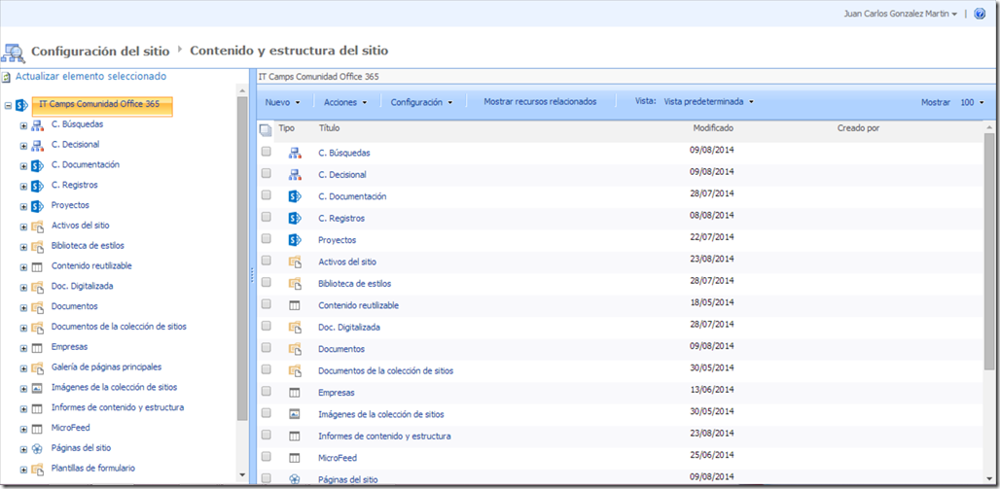 Juan Carlos Gonzalez Martin
Configuración del sitio Contenido y estructura del sitio
Actualizar elemento seleccionado
IT Camps Comunidad Office 365
C. Búsquedas
C. Decisional
C. Documentación
C. Registros
Proyectos
Activos del sitio
Biblioteca de estilos
Contenido reutilizable
Doc. Digitalizada
Documentos
Documentos de la colección de sitios
Empresas
Galería de páginas principales
Imágenes de la colección de sitios
Informes de contenido y estructura
MicroFeed
Páginas del sitio
Plantillas de formulario
IT Camps Comunidad Office 365
Nuevo Acciones Configuración Mostrar recursos relacionados Vista: Vista predeterminada Mostrar 100
Tipo Título Modificado Creado por
C. Búsquedas 09/08/2014
C. Decisional 09/08/2014
C. Documentación 28/07/2014
C. Registros 08/08/2014
Proyectos 22/07/2014
Activos del sitio 23/08/2014
Biblioteca de estilos 28/07/2014
Contenido reutilizable 18/05/2014
Doc. Digitalizada 28/07/2014
Documentos 09/08/2014
Documentos de la colección de sitios 30/05/2014
Empresas 13/06/2014
Imágenes de la colección de sitios 30/05/2014
Informes de contenido y estructura 23/08/2014
MicroFeed 25/06/2014
Páginas del sitio 09/08/2014